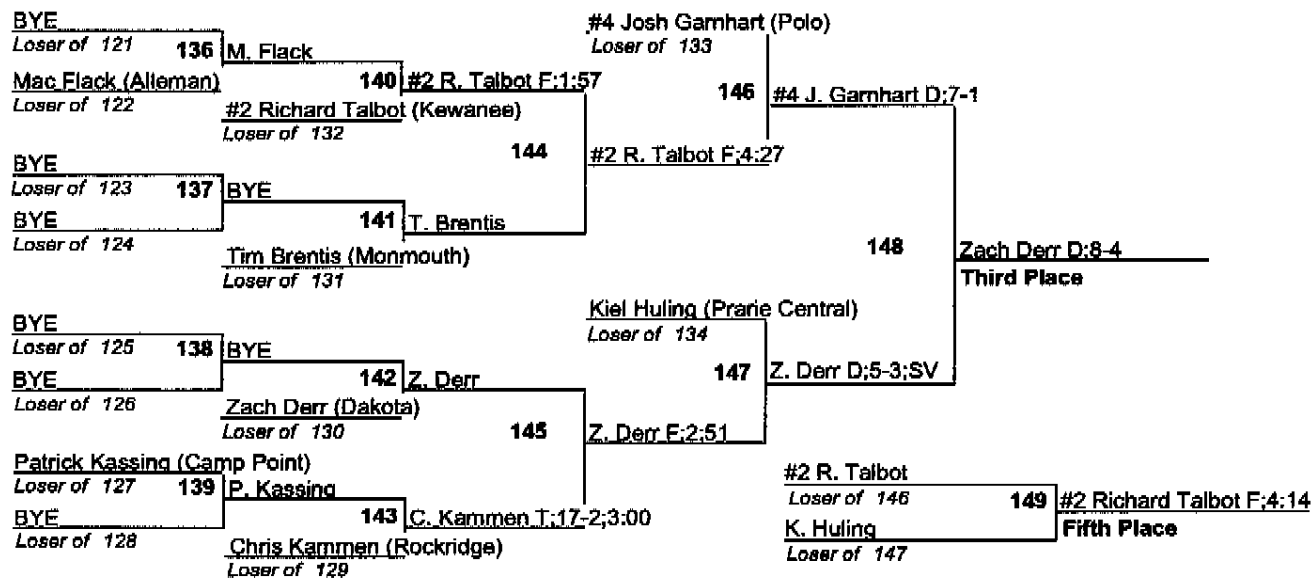 BYE
Loser of 121
136
M. Flack
Mac Flack (Alleman)
Loser of 122
140
#2 R. Talbot F;1;57
#2 Richard Talbot (Kewanee)
Loser of 132
BYE
Loser of 123
137
BYE
BYE
Loser of 124
141
T. Brentis
Tim Brentis (Monmouth)
Loser of 131
144
#2 R. Talbot F;4:27
#4 Josh Garnhart (Polo)
Loser of 133
146
#4 J. Garnhart D;7-1
BYE
Loser of 125
138
BYE
BYE
Loser of 126
142
Z. Derr
Zach Derr (Dakota)
Loser of 130
Patrick Kassing (Camp Point)
Loser of 127
139
P. Kassing
BYE
Loser of 128
143
C. Kammen T;17-2;3:00
Chris Kammen (Rockridge)
Loser of 129
145
Z. Derr F;2;51
Kiel Huling (Prarie Central)
Loser of 134
147
Z. Derr D;5-3;SV
148
Zach Derr D;8-4
Third Place
#2 R. Talbot
Loser of 146
149
#2 Richard Talbot F;4:14
K. Huling
Loser of 147
Fifth Place